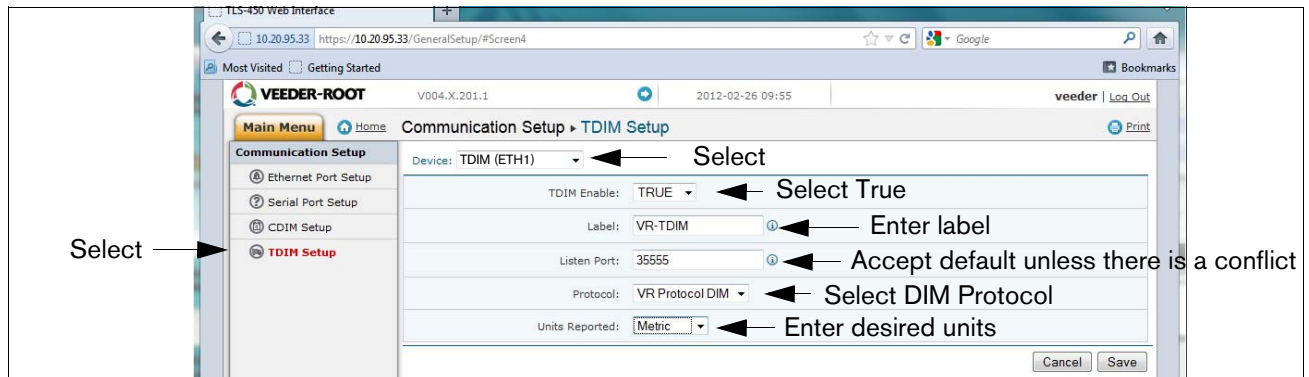 TLS-450 Web Interface
+
10.20.95.33 https://10.20.95.33/GeneralSetup/#Screen4
Google
Most Visited Getting Started
Bookmarks
VEEDER-ROOT V004.X.201.1 2012-02-26 09:55 veeder | Log Out
Main Menu Home Communication Setup ▸ TDIM Setup Print
Communication Setup
Ethernet Port Setup
Serial Port Setup
CDIM Setup
Select
TDIM Setup
Device: TDIM (ETH1) Select
TDIM Enable: TRUE Select True
Label: VR-TDIM Enter label
Listen Port: 35555 Accept default unless there is a conflict
Protocol: VR Protocol DIM Select DIM Protocol
Units Reported: Metric Enter desired units
Cancel Save